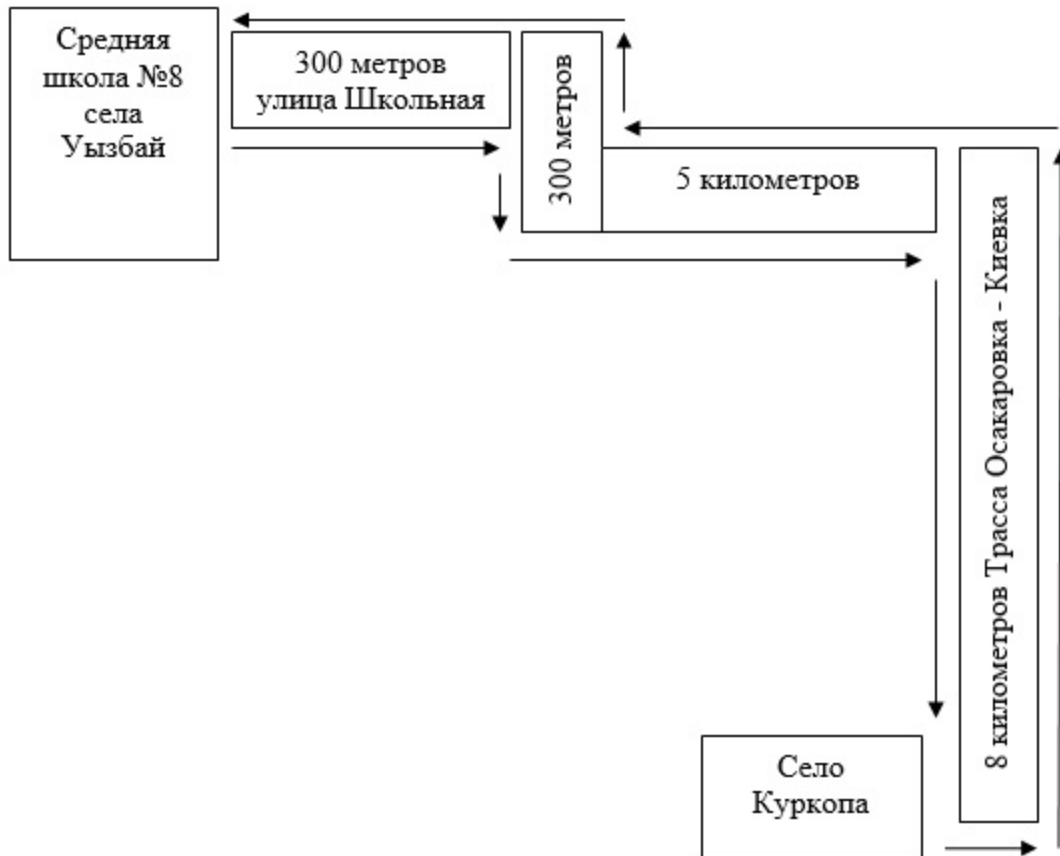 Средняя
школа №8
села
Уызбай
300 метров
улица Школьная
300 метров
5 километров
8 километров Трасса Осакаровка - Киевка
Село
Куркопа